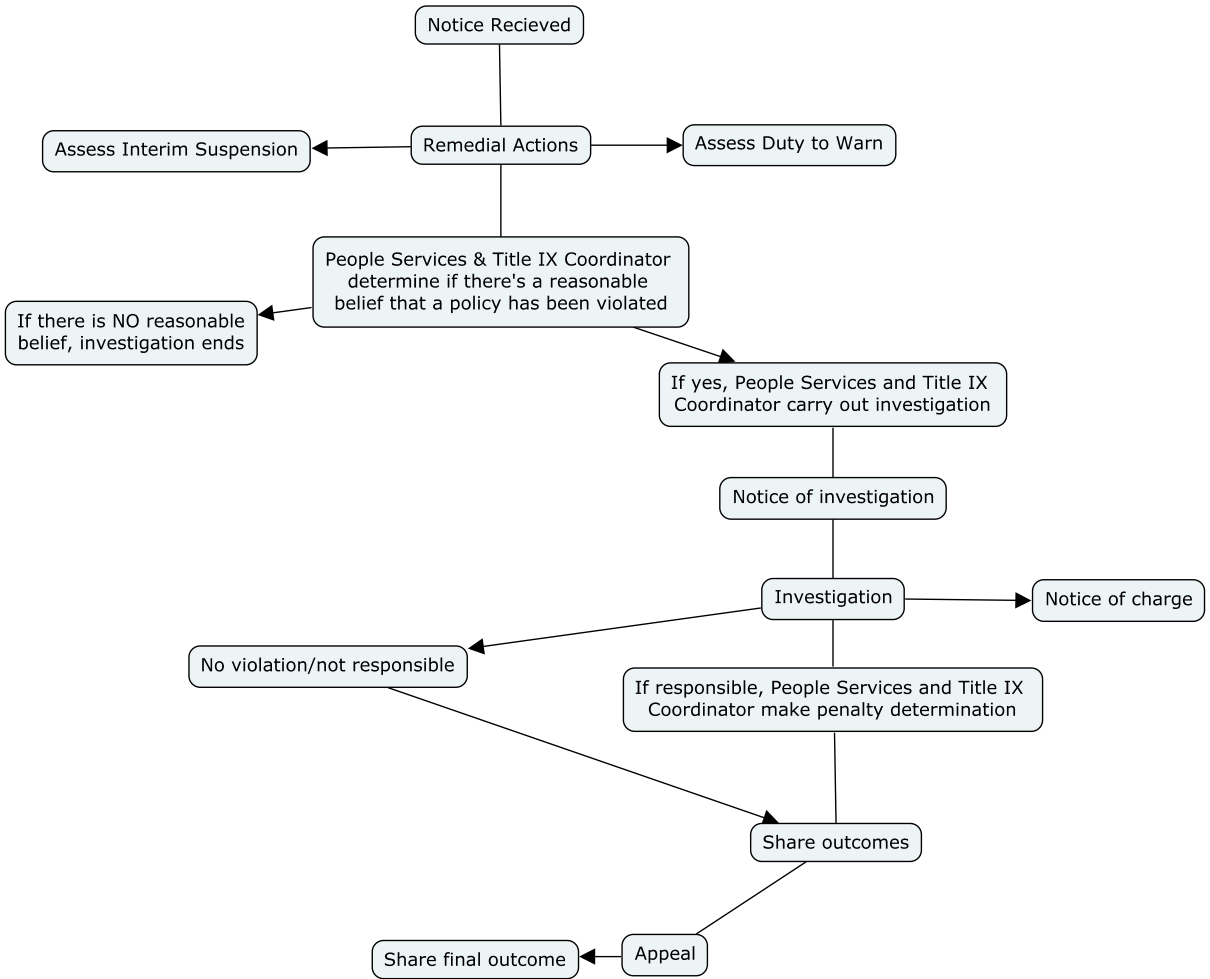 Notice Recieved
Assess Interim Suspension
Remedial Actions
Assess Duty to Warn
People Services & Title IX Coordinator
determine if there's a reasonable
belief that a policy has been violated
If there is NO reasonable
belief, investigation ends
If yes, People Services and Title IX
Coordinator carry out investigation
Notice of investigation
Investigation
Notice of charge
No violation/not responsible
If responsible, People Services and Title IX
Coordinator make penalty determination
Share outcomes
Appeal
Share final outcome